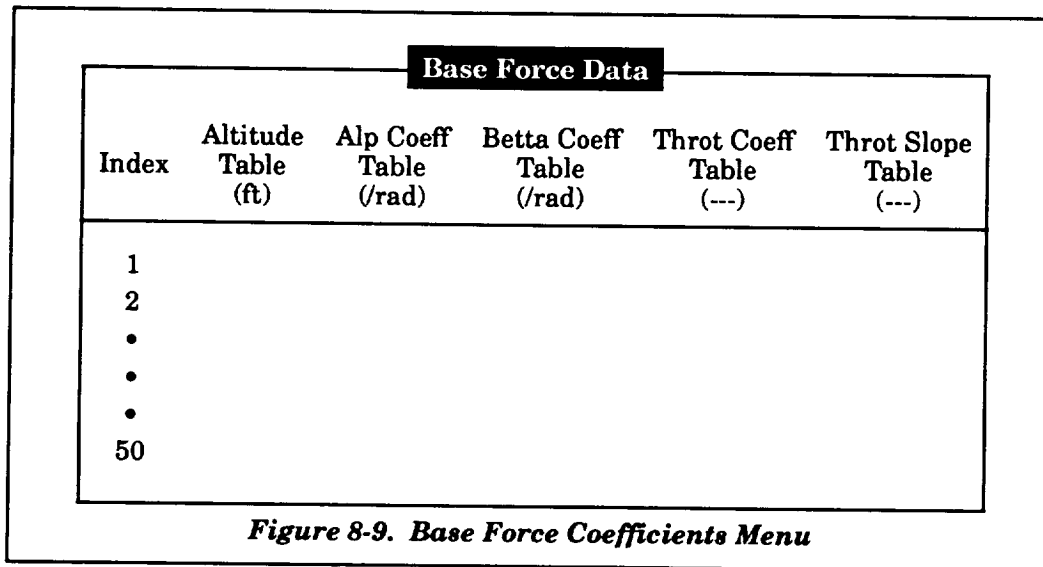 Base Force Data
Index Altitude Table (ft) Alp Coeff Table (/rad) Betta Coeff Table (/rad) Throt Coeff Table (---) Throt Slope Table (---)
1
2
•
•
•
50
Figure 8-9. Base Force Coefficients Menu